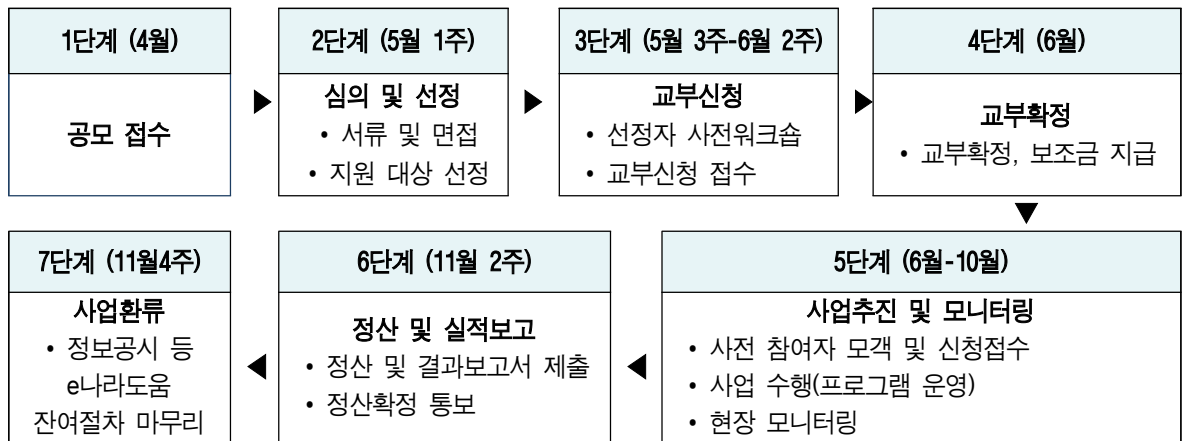 1단계 (4월)
공모 접수
2단계 (5월 1주)
심의 및 선정
• 서류 및 면접
• 지원 대상 선정
3단계 (5월 3주-6월 2주)
교부신청
• 선정자 사전워크숍
• 교부신청 접수
4단계 (6월)
교부확정
• 교부확정, 보조금 지급
5단계 (6월-10월)
사업추진 및 모니터링
• 사전 참여자 모객 및 신청접수
• 사업 수행(프로그램 운영)
• 현장 모니터링
6단계 (11월 2주)
정산 및 실적보고
• 정산 및 결과보고서 제출
• 정산확정 통보
7단계 (11월4주)
사업환류
• 정보공시 등
e나라도움
잔여절차 마무리